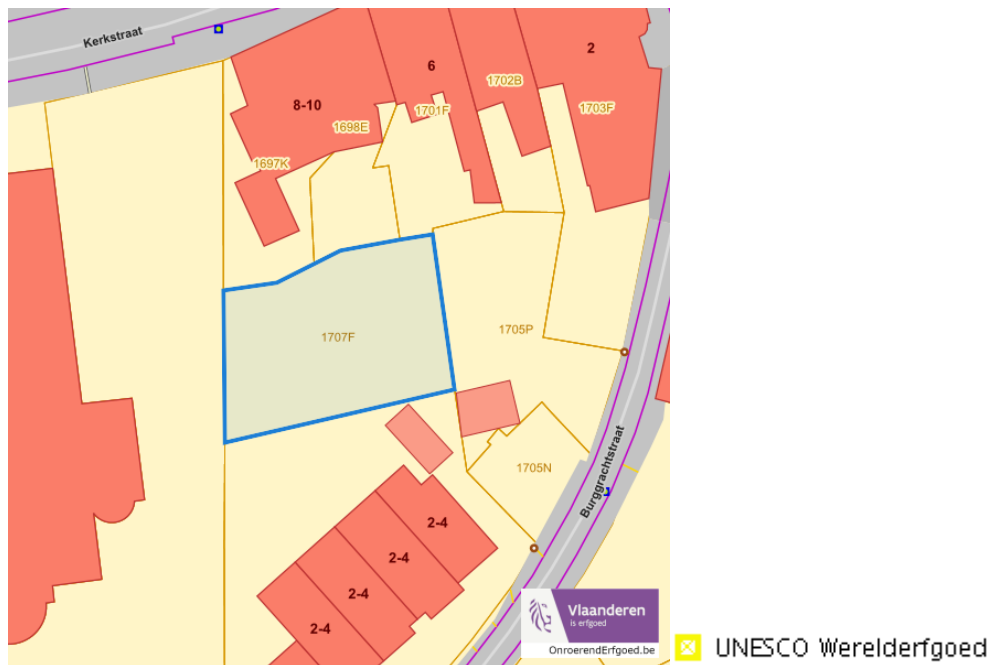 Kerkstraat
2
6
1702B
8-10
1701F
1703F
1698E
1697K
1707F
1705P
1705N
Burggrachtstraat
2-4
2-4
2-4
2-4
Vlaanderen
is erfgoed
OnroerendErfgoed.be
UNESCO Werelderfgoed